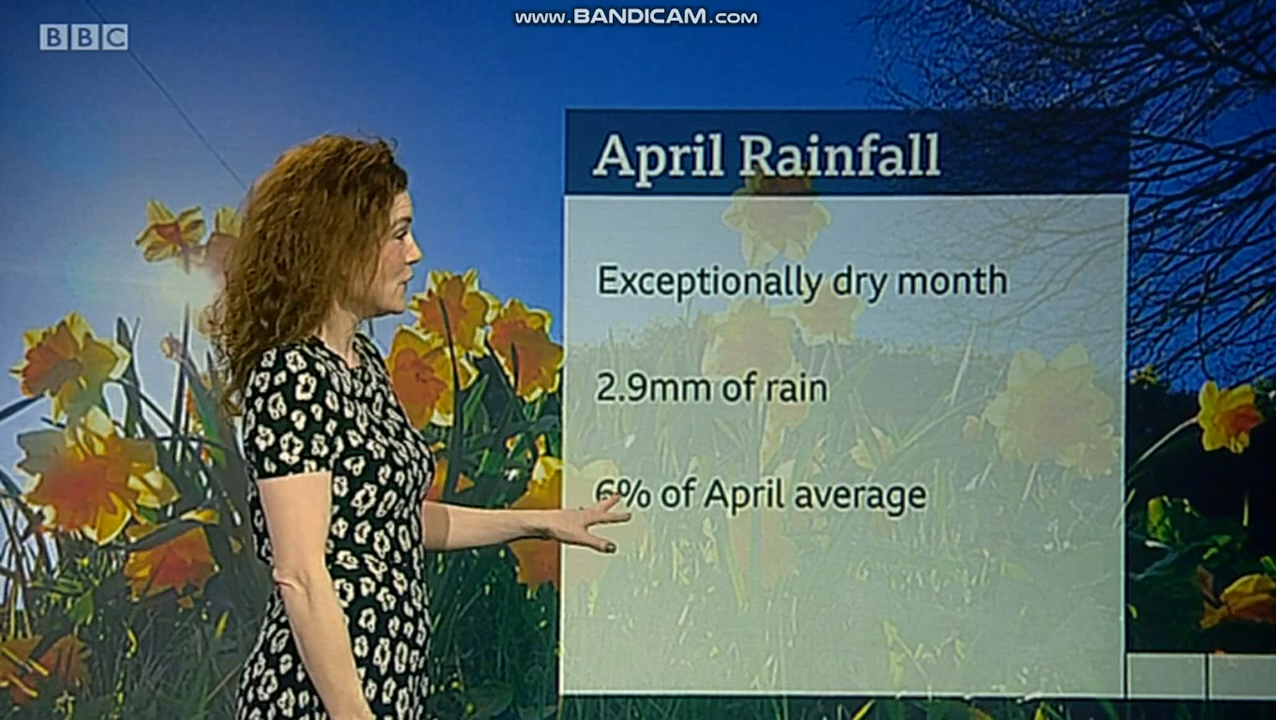 www.BANDICAM.com
BBC
April Rainfall
Exceptionally dry month
2.9mm of rain
6% of April average